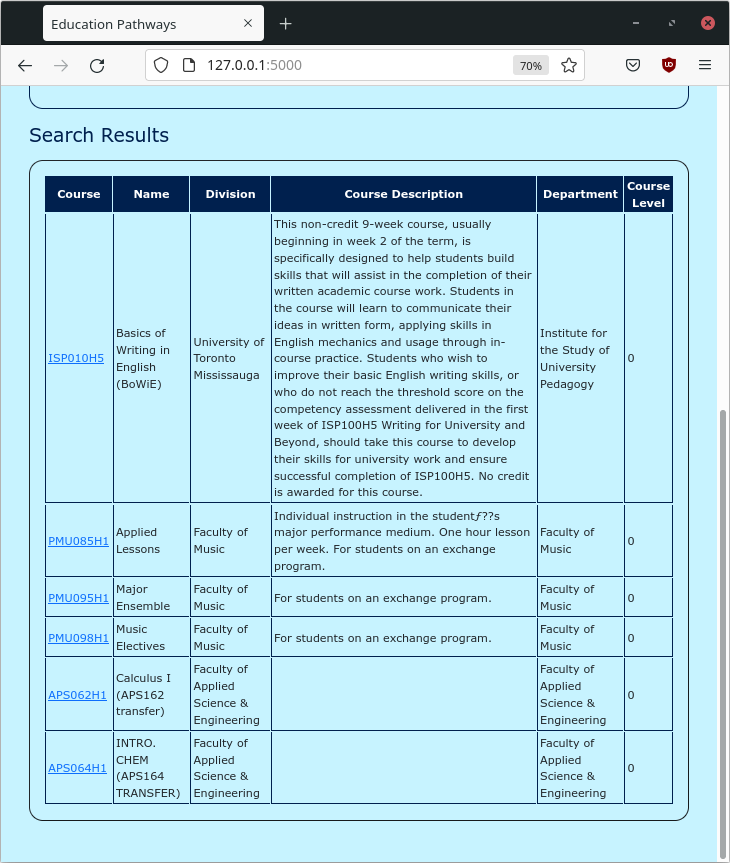 Education Pathways
127.0.0.1:5000
70%
Search Results
Course
Name
Division
Course Description
Department
Course
Level
ISP010H5
Basics of
Writing in
English
(BoWiE)
University of
Toronto
Mississauga
This non-credit 9-week course, usually
beginning in week 2 of the term, is
specifically designed to help students build
skills that will assist in the completion of their
written academic course work. Students in
the course will learn to communicate their
ideas in written form, applying skills in
English mechanics and usage through in-
course practice. Students who wish to
improve their basic English writing skills, or
who do not reach the threshold score on the
competency assessment delivered in the first
week of ISP100H5 Writing for University and
Beyond, should take this course to develop
their skills for university work and ensure
successful completion of ISP100H5. No credit
is awarded for this course.
Institute for
the Study of
University
Pedagogy
0
PMU085H1
Applied
Lessons
Faculty of
Music
Individual instruction in the studentƒ??s
major performance medium. One hour lesson
per week. For students on an exchange
program.
Faculty of
Music
0
PMU095H1
Major
Ensemble
Faculty of
Music
For students on an exchange program.
Faculty of
Music
0
PMU098H1
Music
Electives
Faculty of
Music
For students on an exchange program.
Faculty of
Music
0
APS062H1
Calculus I
(APS162
transfer)
Faculty of
Applied
Science &
Engineering
Faculty of
Applied
Science &
Engineering
0
APS064H1
INTRO.
CHEM
(APS164
TRANSFER)
Faculty of
Applied
Science &
Engineering
Faculty of
Applied
Science &
Engineering
0